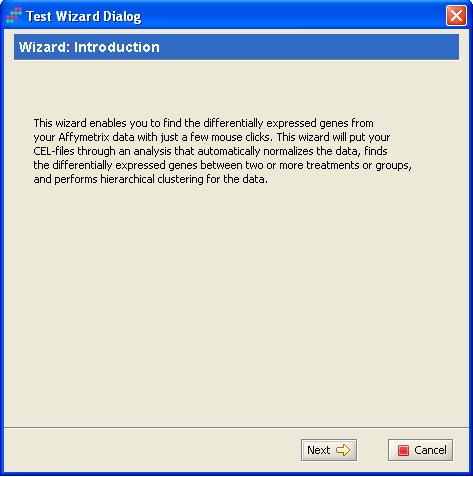 Test Wizard Dialog
Wizard: Introduction
This wizard enables you to find the differentially expressed genes from
your Affymetrix data with just a few mouse clicks. This wizard will put your
CEL-files through an analysis that automatically normalizes the data, finds
the differentially expressed genes between two or more treatments or groups,
and performs hierarchical clustering for the data.
Next
Cancel